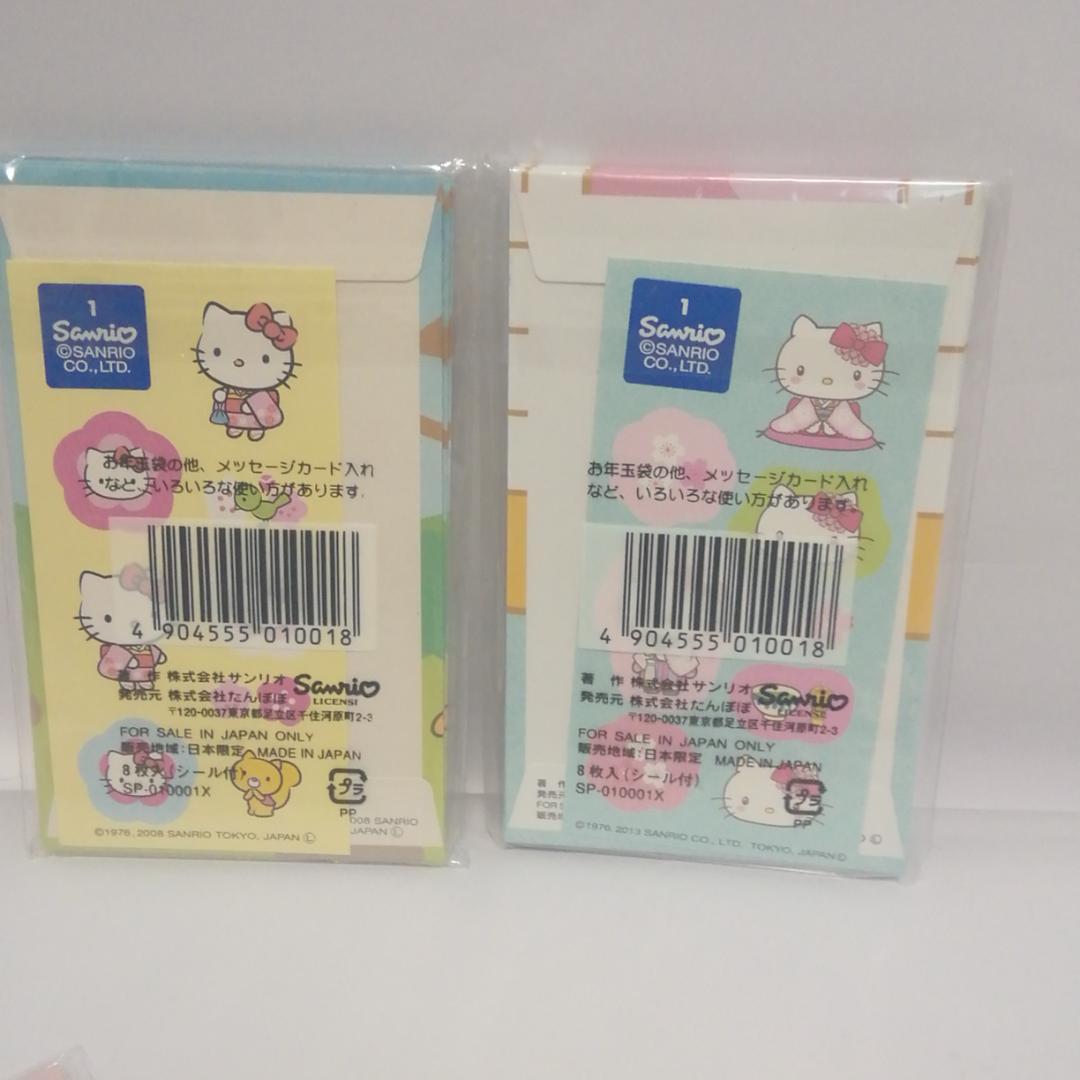 1
Sanrio
©SANRIO
CO.,LTD.
お年玉袋の他、メッセージカード入れ
など、いろいろな使い方があります。
4 904555 010018
著 作 株式会社サンリオ
発売元 株式会社たんぽぽ
Sanrio
LICENSE
〒120-0037東京都足立区千住河原町2-3
FOR SALE IN JAPAN ONLY
販売地域:日本限定 MADE IN JAPAN
8枚入(シール付)
SP-010001X
プラ
PP
©1976, 2008 SANRIO TOKYO, JAPAN Ⓛ
008 SANRIO
JAPAN Ⓛ
1
Sanrio
©SANRIO
CO.,LTD.
お年玉袋の他、メッセージカード入れ
など、いろいろな使い方があります。
4 904555 010018
著 作 株式会社サンリオ
発売元 株式会社たんぽぽ
Sanrio
LICENSE
〒120-0037東京都足立区千住河原町2-3
FOR SALE IN JAPAN ONLY
販売地域:日本限定 MADE IN JAPAN
8枚入(シール付)
SP-010001X
プラ
PP
著 作
発売元
FOR S
販売地
©1976, 2013 SANRIO CO., LTD. TOKYO, JAPAN Ⓛ